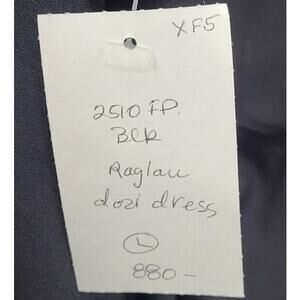 XF5
2510 FP.
BLK
Raglan
dozi dress
L
880-